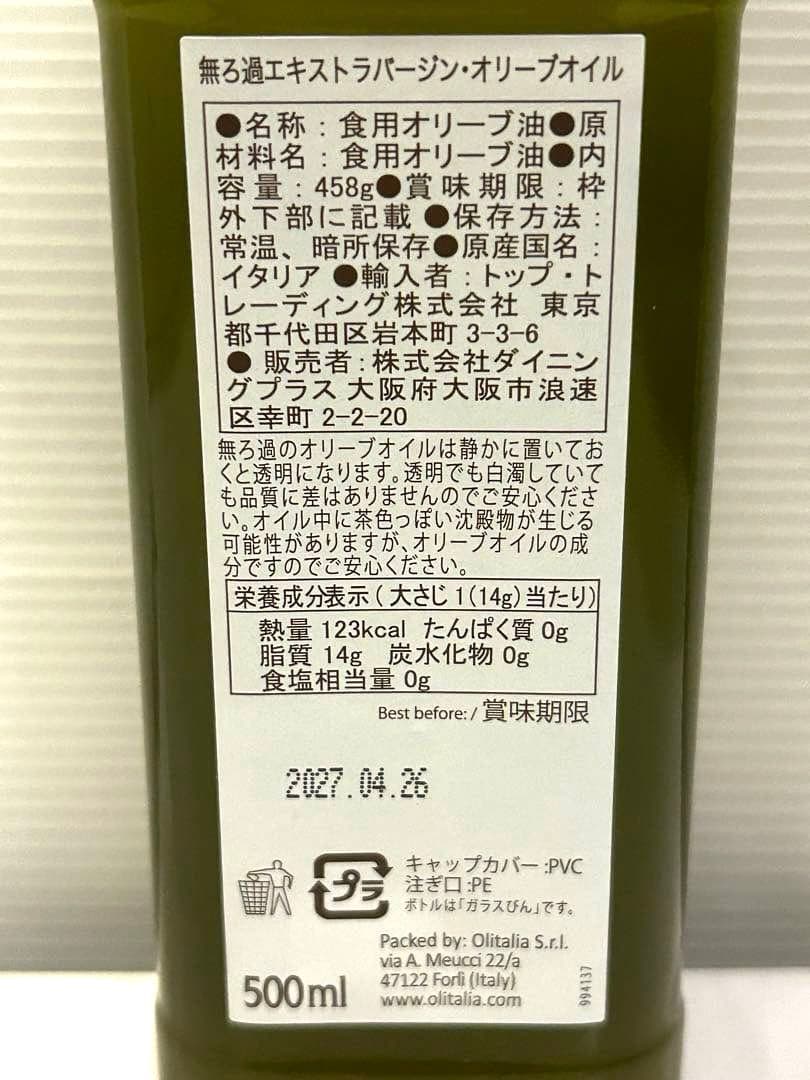 無ろ過エキストラバージン・オリーブオイル
●名称：食用オリーブ油●原
材料名：食用オリーブ油●内
容量：458g●賞味期限：枠
外下部に記載 ●保存方法：
常温、暗所保存●原産国名：
イタリア ●輸入者：トップ・ト
レーディング株式会社 東京
都千代田区岩本町 3-3-6
● 販売者：株式会社ダイニン
グプラス 大阪府大阪市浪速
区幸町 2-2-20
無ろ過のオリーブオイルは静かに置いてお
くと透明になります。透明でも白濁していて
も品質に差はありませんのでご安心くださ
い。オイル中に茶色っぽい沈殿物が生じる
可能性がありますが、オリーブオイルの成
分ですのでご安心ください。
栄養成分表示（大さじ1(14g)当たり）
熱量 123kcal たんぱく質 0g
脂質 14g 炭水化物 0g
食塩相当量 0g
Best before: / 賞味期限
2027.04.26
プラ
キャップカバー :PVC
注ぎ口 :PE
ボトルは「ガラスびん」です。
500ml
Packed by: Olitalia S.r.l.
via A. Meucci 22/a
47122 Forlì (Italy)
www.olitalia.com
994137